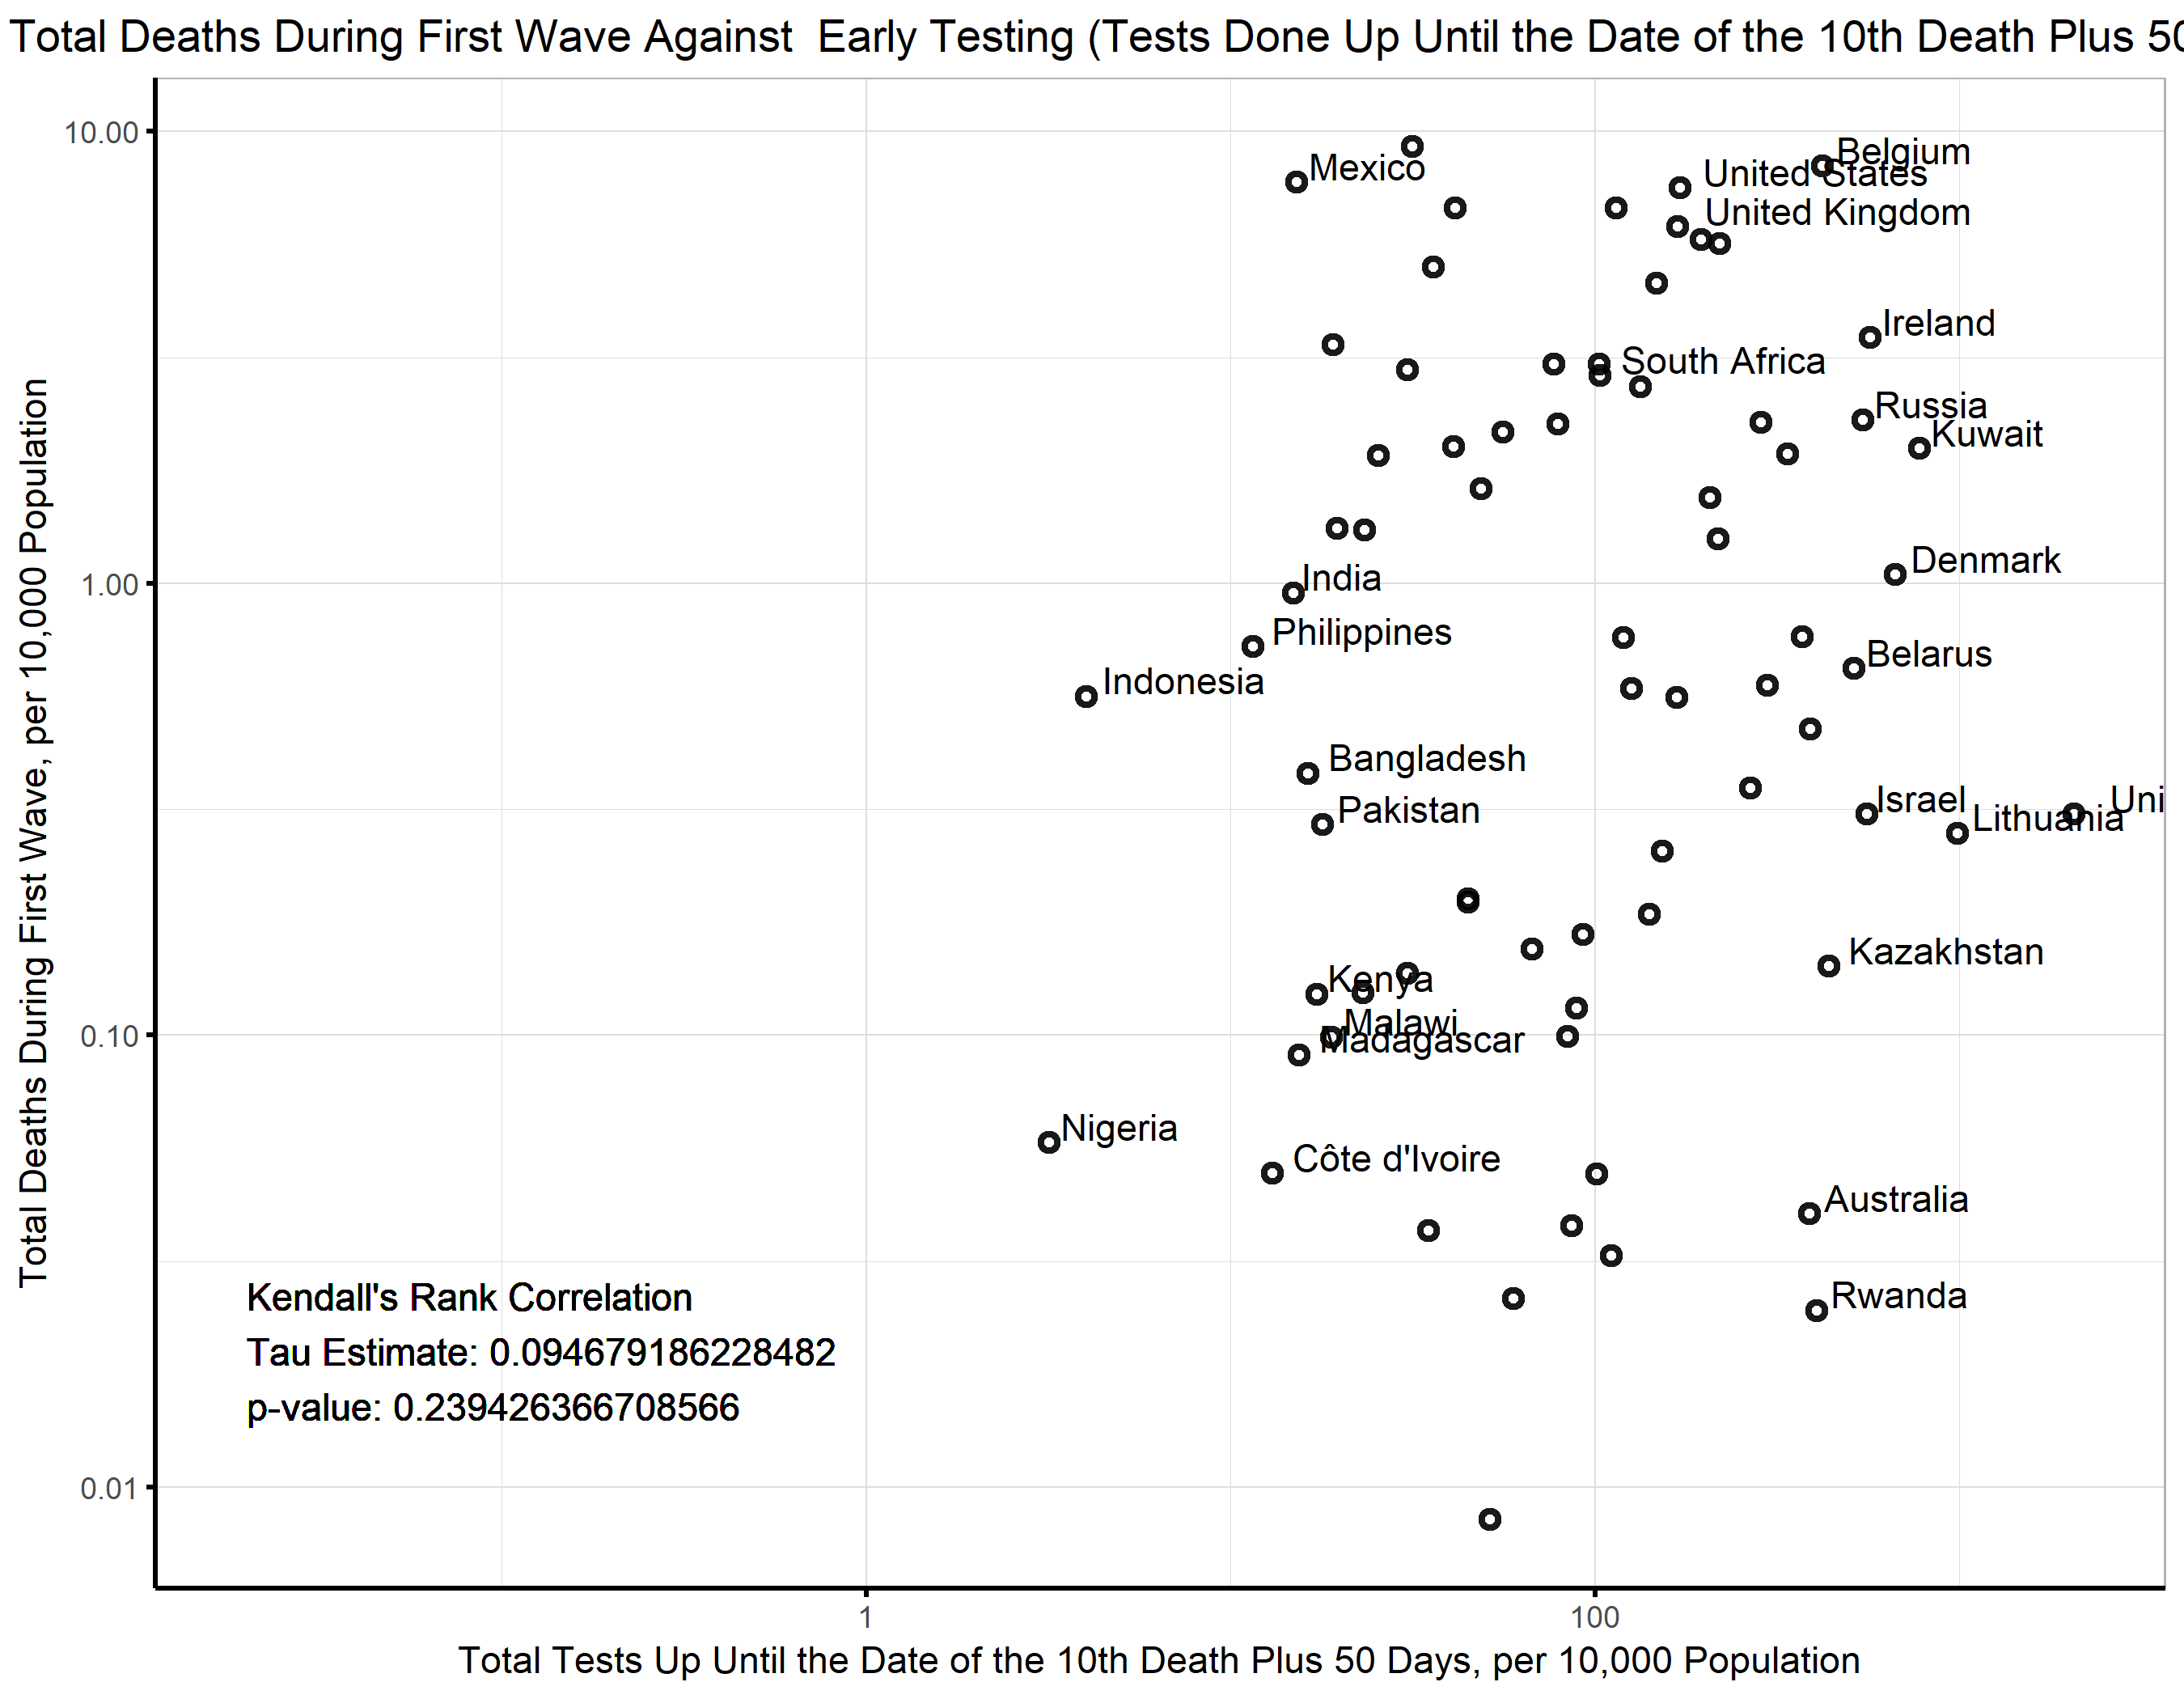 Total Deaths During First Wave Against  Early Testing (Tests Done Up Until the Date of the 10th Death Plus 50
10.00
1.00
0.10
0.01
Total Deaths During First Wave, per 10,000 Population
Belgium
Mexico
United States
United Kingdom
Ireland
South Africa
Russia
Kuwait
Denmark
India
Philippines
Belarus
Indonesia
Bangladesh
Israel
Uni
Pakistan
Lithuania
Kazakhstan
Kenya
Malawi
Madagascar
Nigeria
Côte d'Ivoire
Australia
Rwanda
Kendall's Rank Correlation
Tau Estimate: 0.094679186228482
p-value: 0.239426366708566
1
100
Total Tests Up Until the Date of the 10th Death Plus 50 Days, per 10,000 Population